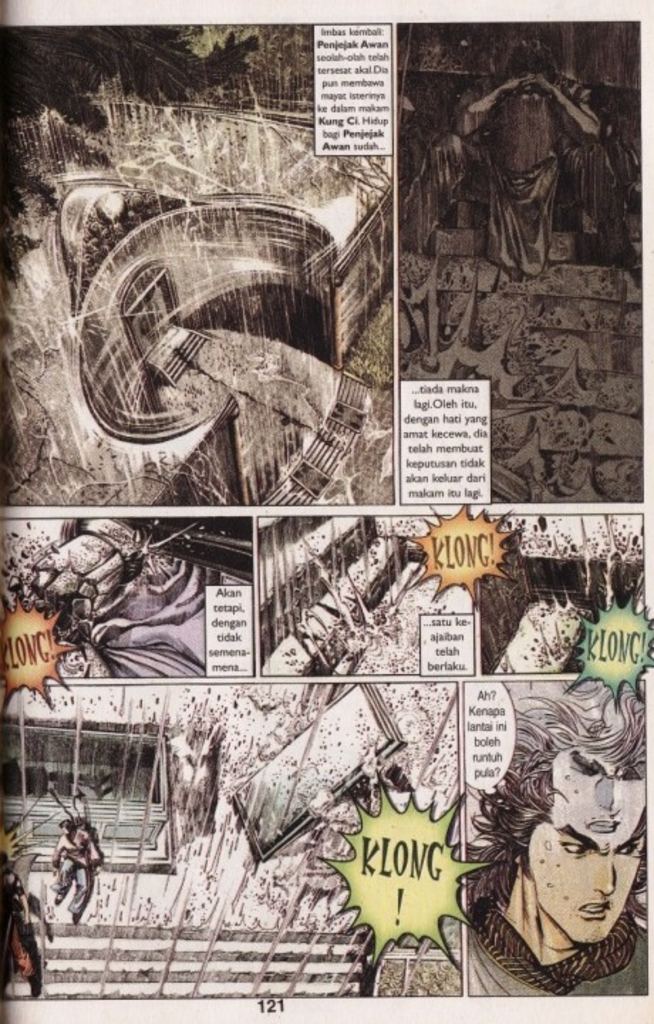 Imbas kembali:
Penjejak Awan
seolah-olah telah
tersesat akal.Dia
pun membawa
mayat isterinya
ke dalam makam
Kung Ci. Hidup
bagi Penjejak
Awan sudah...
...tiada makna
lagi.Oleh itu,
dengan hati yang
amat kecewa, dia
telah membuat
keputusan tidak
akan keluar dari
makam itu lagi.
KLONG!
Akan
tetapi,
dengan
tidak
semena-
mena...
KLONG!
...satu ke-
ajaiban
telah
berlaku.
KLONG!
KLONG
!
Ah?
Kenapa
lantai ini
boleh
runtuh
pula?
121